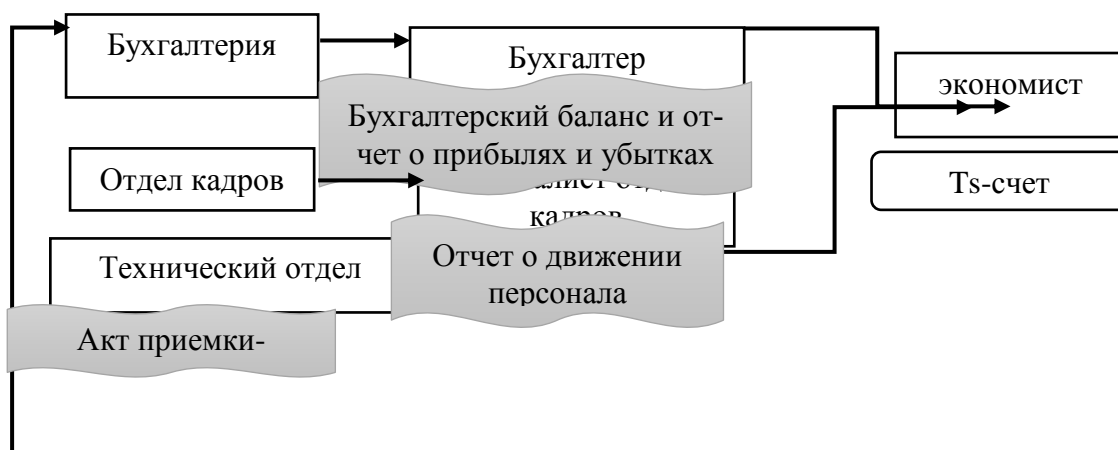 Бухгалтерия
Бухгалтер
экономист
Бухгалтерский баланс и от-
чет о прибылях и убытках
Отдел кадров
Ts-счет
кадров
Технический отдел
Отчет о движении
персонала
Акт приемки-